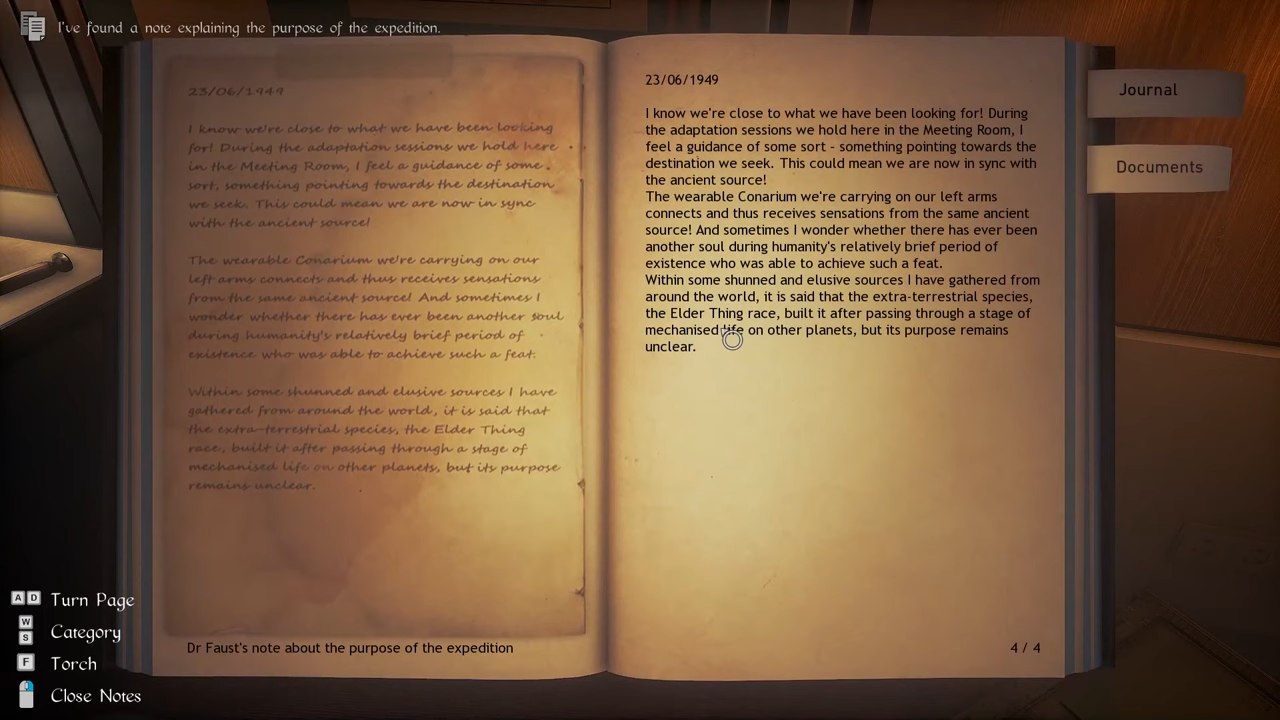 I've found a note explaining the purpose of the expedition.
23/06/1949
I know we're close to what we have been looking
for! During the adaptation sessions we hold here
in the Meeting Room, I feel a guidance of some
sort, something pointing towards the destination
we seek. This could mean we are now in sync
with the ancient source!
The wearable Conarium we're carrying on our
left arms connects and thus receives sensations
from the same ancient source! And sometimes I
wonder whether there has ever been another soul
during humanity's relatively brief period of
existence who was able to achieve such a feat.
Within some shunned and elusive sources I have
gathered from around the world, it is said that
the extra-terrestrial species, the Elder Thing
race, built it after passing through a stage of
mechanised life on other planets, but its purpose
remains unclear.
Dr Faust's note about the purpose of the expedition
23/06/1949
I know we're close to what we have been looking for! During
the adaptation sessions we hold here in the Meeting Room, I
feel a guidance of some sort - something pointing towards the
destination we seek. This could mean we are now in sync with
the ancient source!
The wearable Conarium we're carrying on our left arms
connects and thus receives sensations from the same ancient
source! And sometimes I wonder whether there has ever been
another soul during humanity's relatively brief period of
existence who was able to achieve such a feat.
Within some shunned and elusive sources I have gathered from
around the world, it is said that the extra-terrestrial species,
the Elder Thing race, built it after passing through a stage of
mechanised life on other planets, but its purpose remains
unclear.
4 / 4
Journal
Documents
A D Turn Page
W S Category
F Torch
Close Notes